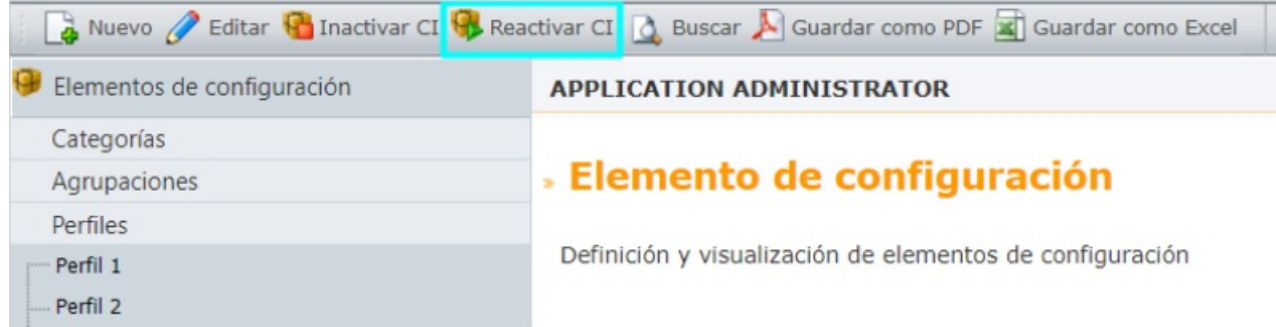 Nuevo Editar Inactivar CI Reactivar CI Buscar Guardar como PDF Guardar como Excel
Elementos de configuración
Categorías
Agrupaciones
Perfiles
Perfil 1
Perfil 2
APPLICATION ADMINISTRATOR
» Elemento de configuración
Definición y visualización de elementos de configuración